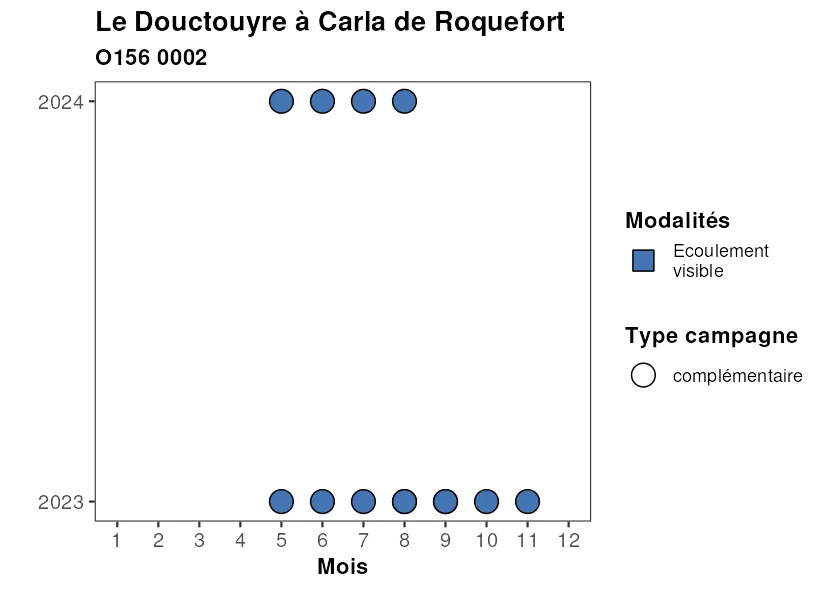 Le Douctouyre à Carla de Roquefort
O156 0002
2024
2023
1 2 3 4 5 6 7 8 9 10 11 12
Mois
Modalités
Ecoulement
visible
Type campagne
complémentaire